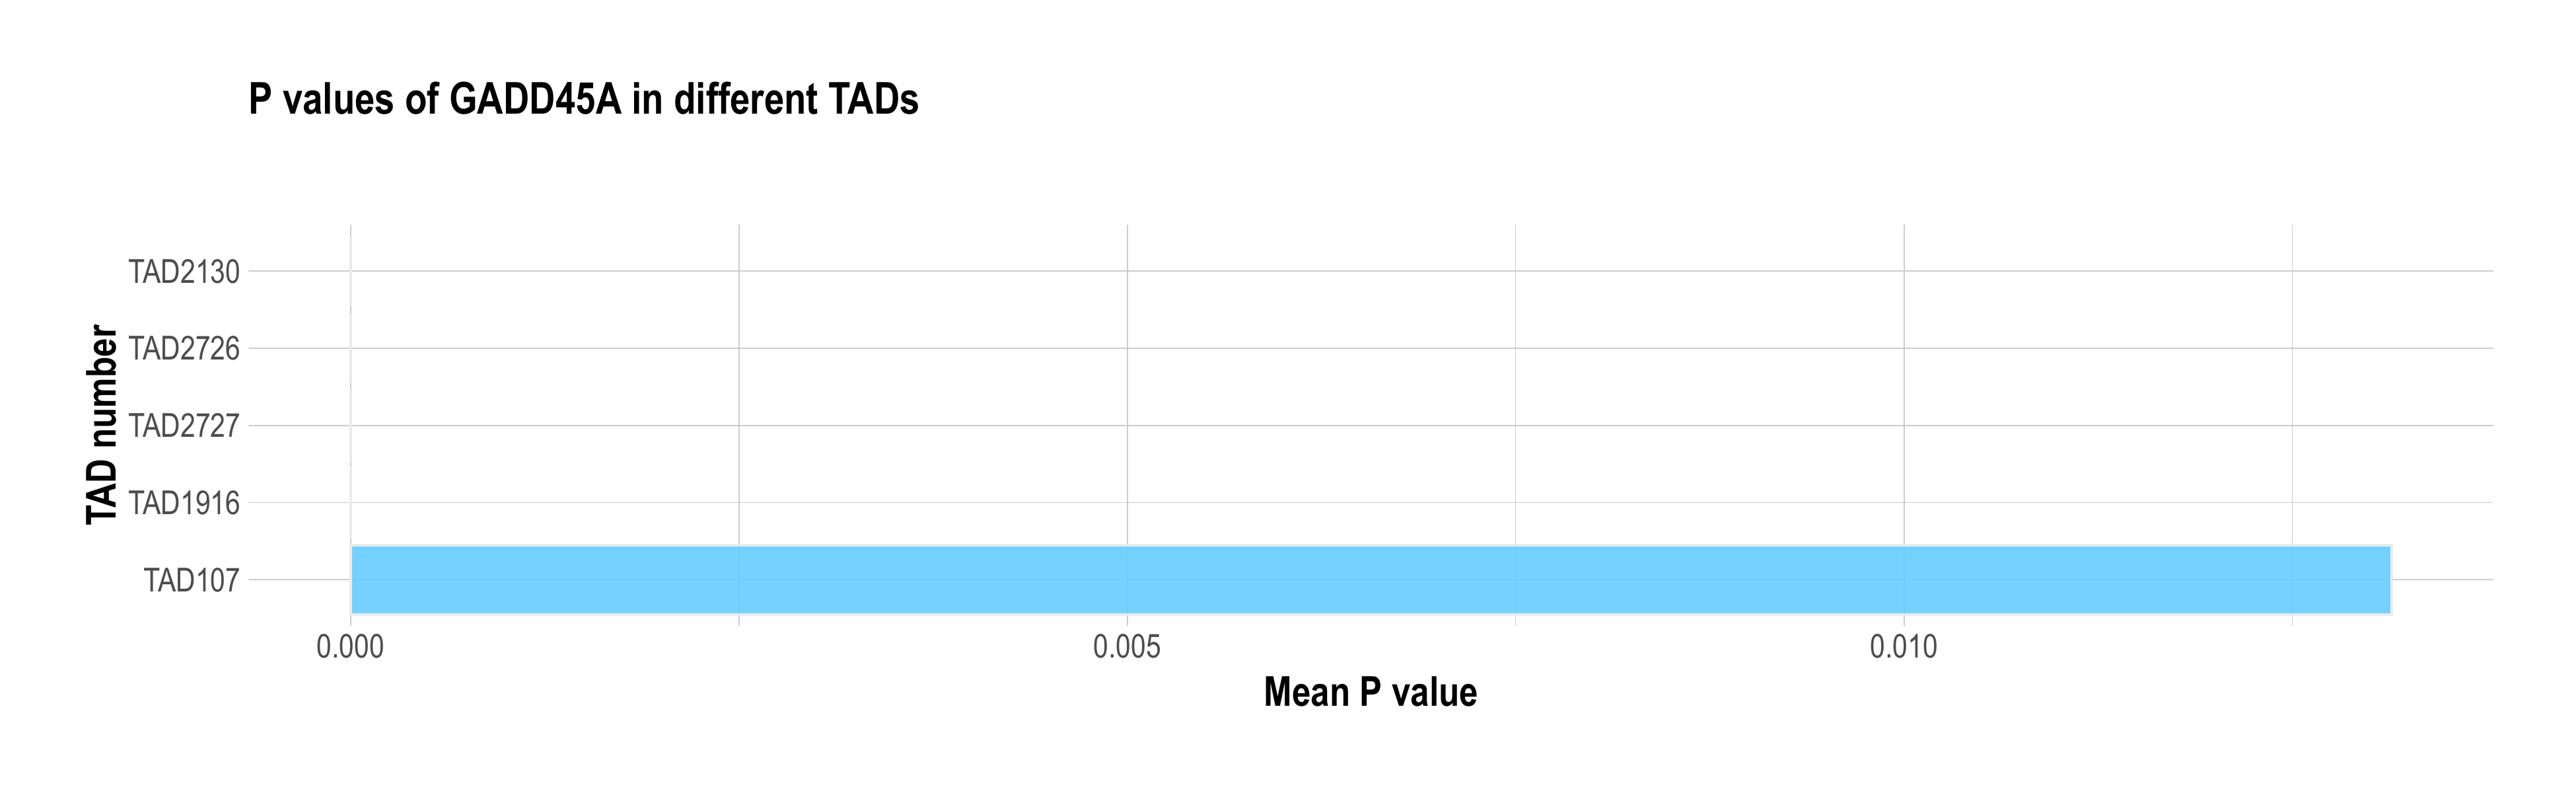 P values of GADD45A in different TADs
TAD number
TAD2130
TAD2726
TAD2727
TAD1916
TAD107
0.000 0.005 0.010
Mean P value